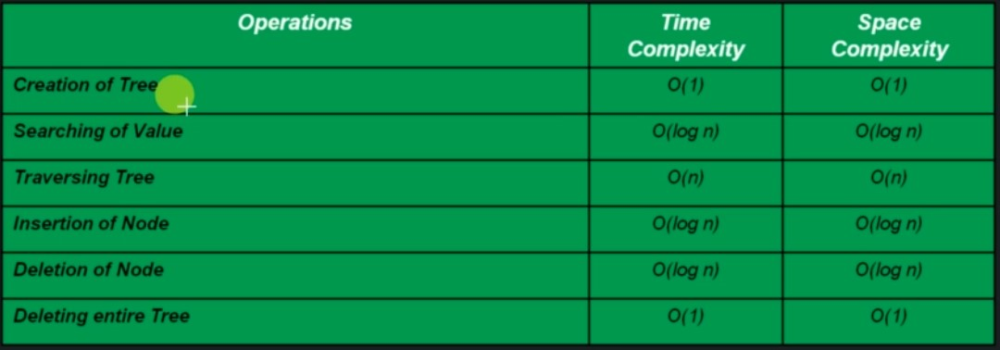 Operations
Time
Complexity
Space
Complexity
Creation of Tree O(1) O(1)
Searching of Value O(log n) O(log n)
Traversing Tree O(n) O(n)
Insertion of Node O(log n) O(log n)
Deletion of Node O(log n) O(log n)
Deleting entire Tree O(1) O(1)